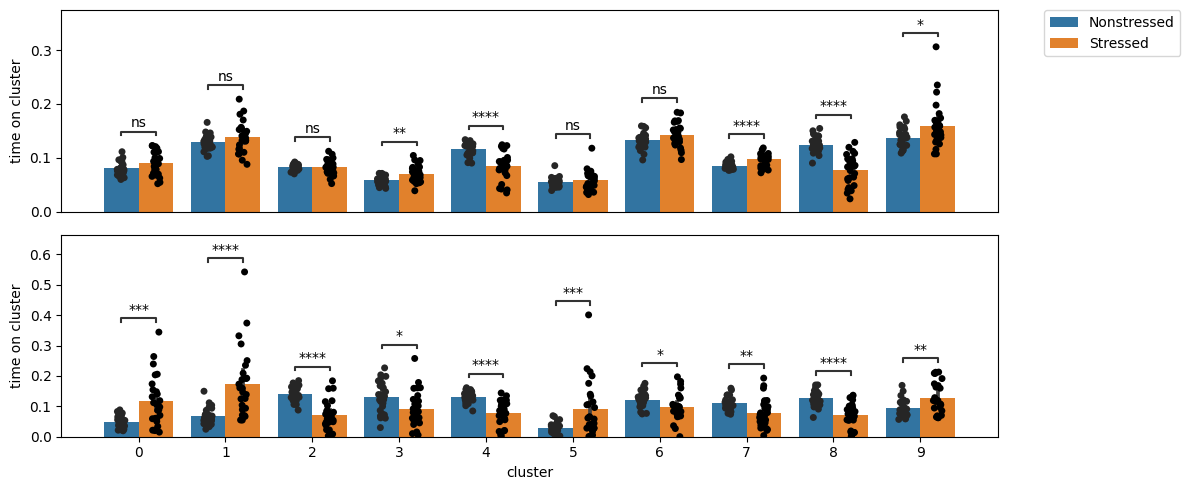 Nonstressed
Stressed
time on cluster
0.3
0.2
0.1
0.0
ns
ns
ns
**
****
ns
ns
****
****
*
time on cluster
0.6
0.5
0.4
0.3
0.2
0.1
0.0
***
****
****
*
****
***
*
**
****
**
0 1 2 3 4 5 6 7 8 9
cluster